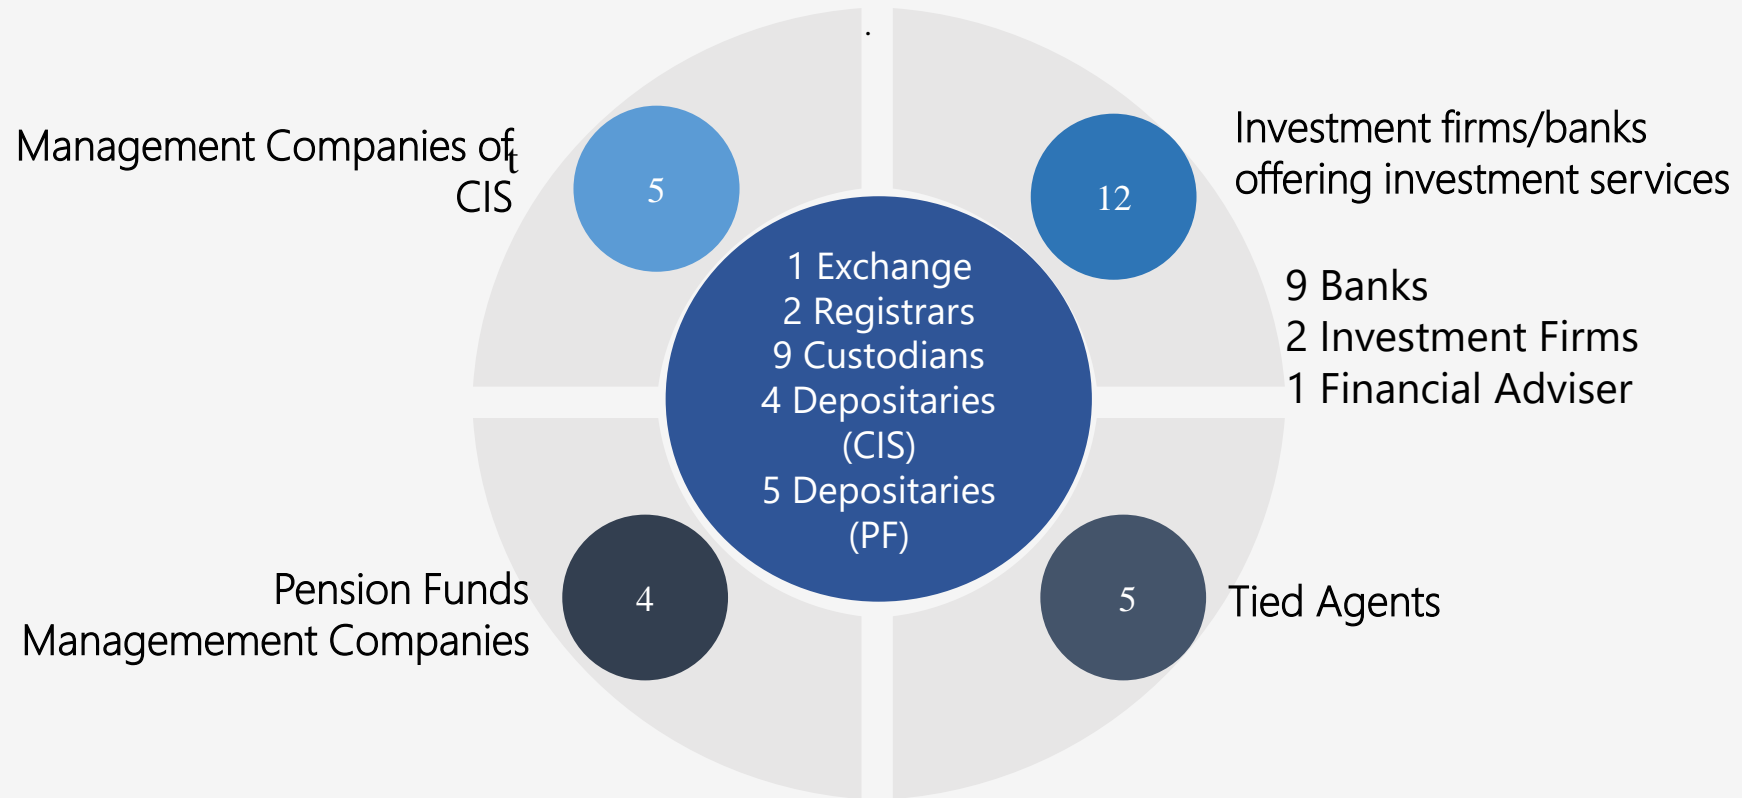 .
Management Companies of
t
CIS
5
Investment firms/banks
offering investment services
12
9 Banks
2 Investment Firms
1 Financial Adviser
1 Exchange
2 Registrars
9 Custodians
4 Depositaries
(CIS)
5 Depositaries
(PF)
Pension Funds
Managemement Companies
4
5
Tied Agents